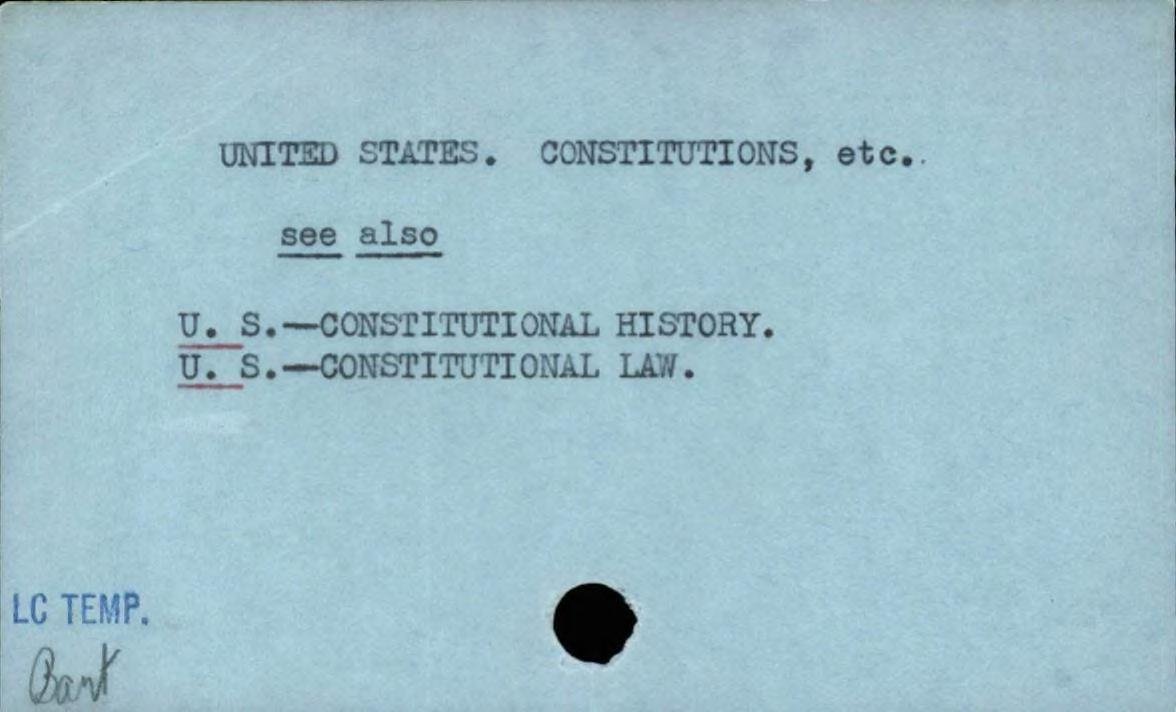 UNITED STATES. CONSTITUTIONS, etc.
see also
U. S.—CONSTITUTIONAL HISTORY.
U. S.—CONSTITUTIONAL LAW.
LC TEMP.